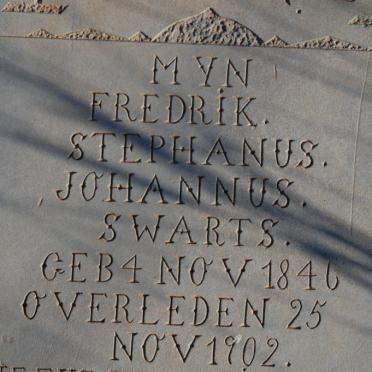 MYN
FREDRIK.
STEPHANUS.
JOHANNUS.
SWARTS.
GEB 4 NOV 1846
OVERLEDEN 25
NOV 1902.